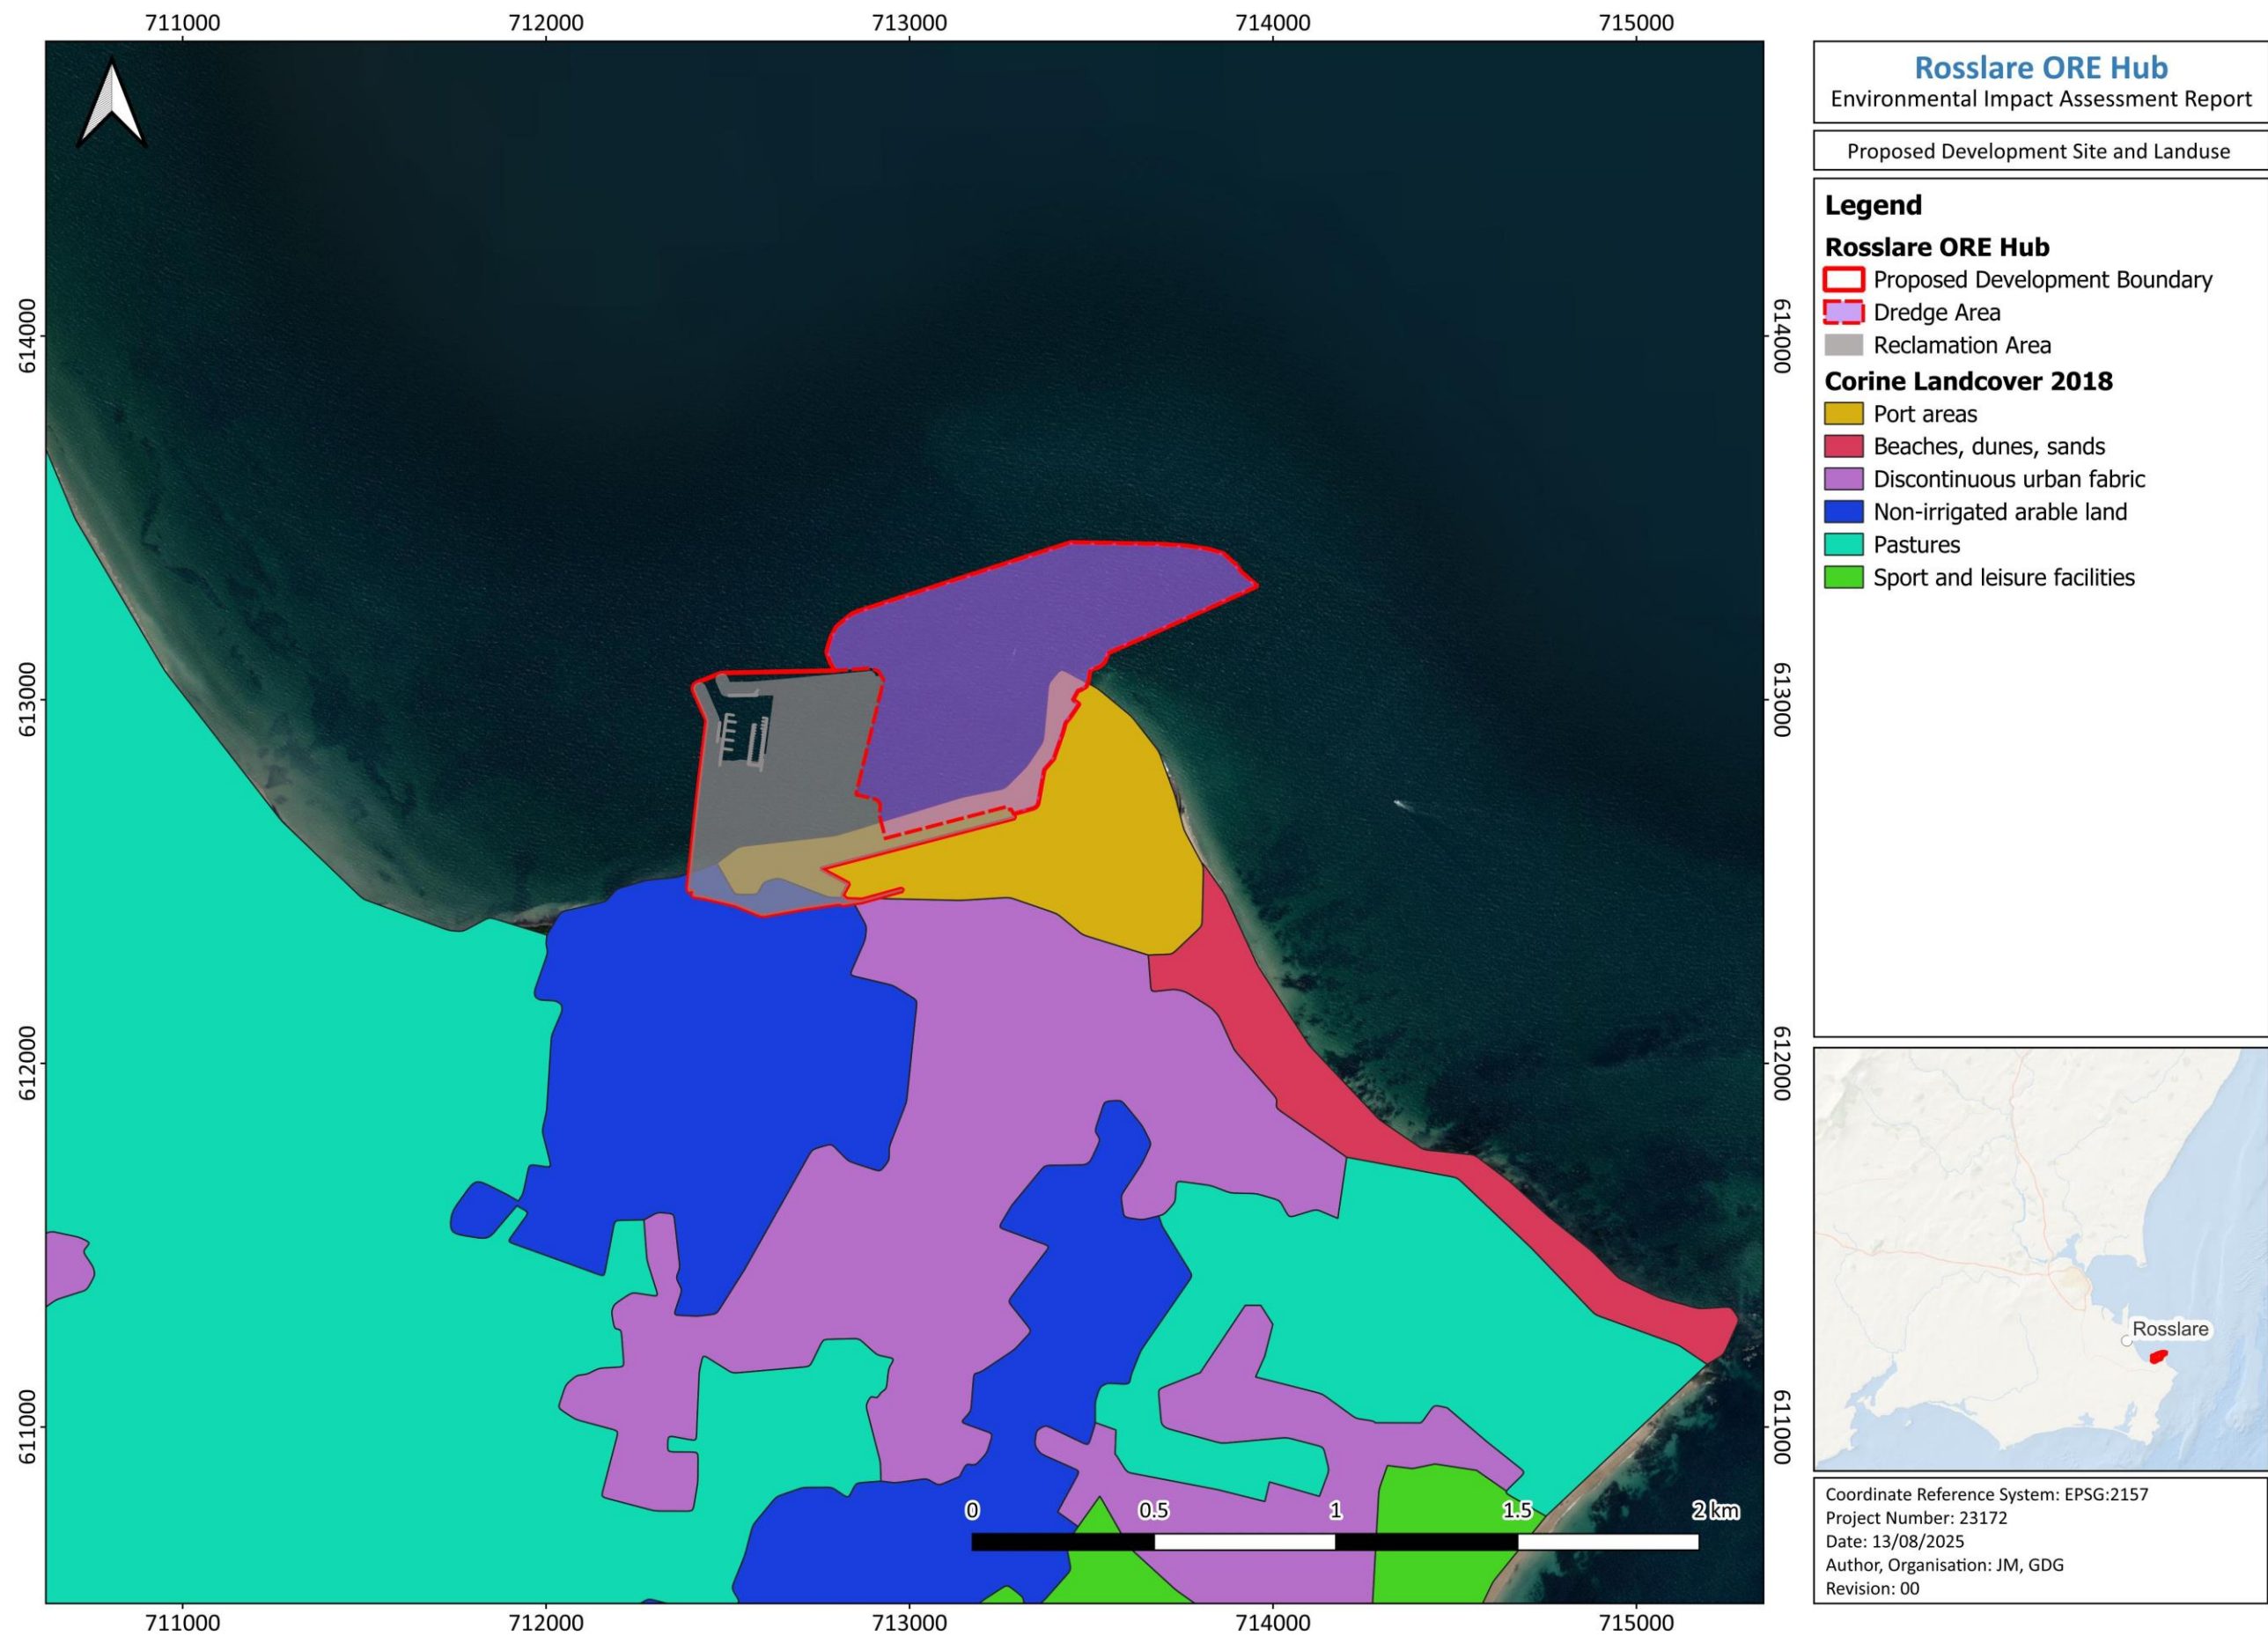 711000 712000 713000 714000 715000
614000 614000
613000 613000
612000 612000
611000 611000
0 0.5 1 1.5 2 km
711000 712000 713000 714000 715000
Rosslare ORE Hub
Environmental Impact Assessment Report
Proposed Development Site and Landuse
Legend
Rosslare ORE Hub
Proposed Development Boundary
Dredge Area
Reclamation Area
Corine Landcover 2018
Port areas
Beaches, dunes, sands
Discontinuous urban fabric
Non-irrigated arable land
Pastures
Sport and leisure facilities
Rosslare
Coordinate Reference System: EPSG:2157
Project Number: 23172
Date: 13/08/2025
Author, Organisation: JM, GDG
Revision: 00